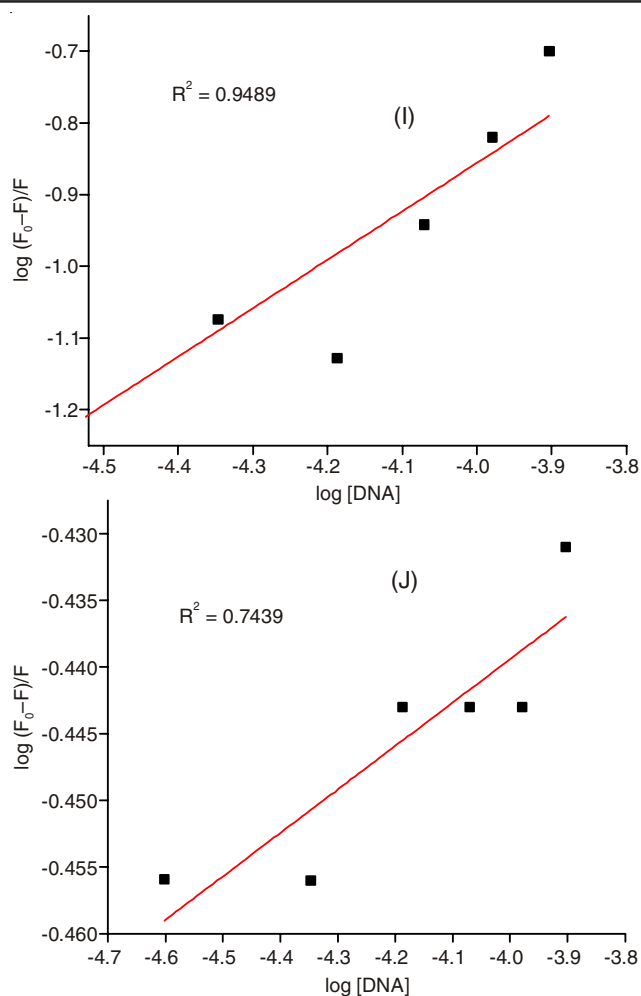 -0.7
R² = 0.9489
(I)
-0.8
-0.9
log (F₀–F)/F
-1.0
-1.1
-1.2
-4.5 -4.4 -4.3 -4.2 -4.1 -4.0 -3.9 -3.8
log [DNA]
-0.430
(J)
-0.435
R² = 0.7439
-0.440
log (F₀–F)/F
-0.445
-0.450
-0.455
-0.460
-4.7 -4.6 -4.5 -4.4 -4.3 -4.2 -4.1 -4.0 -3.9 -3.8
log [DNA]